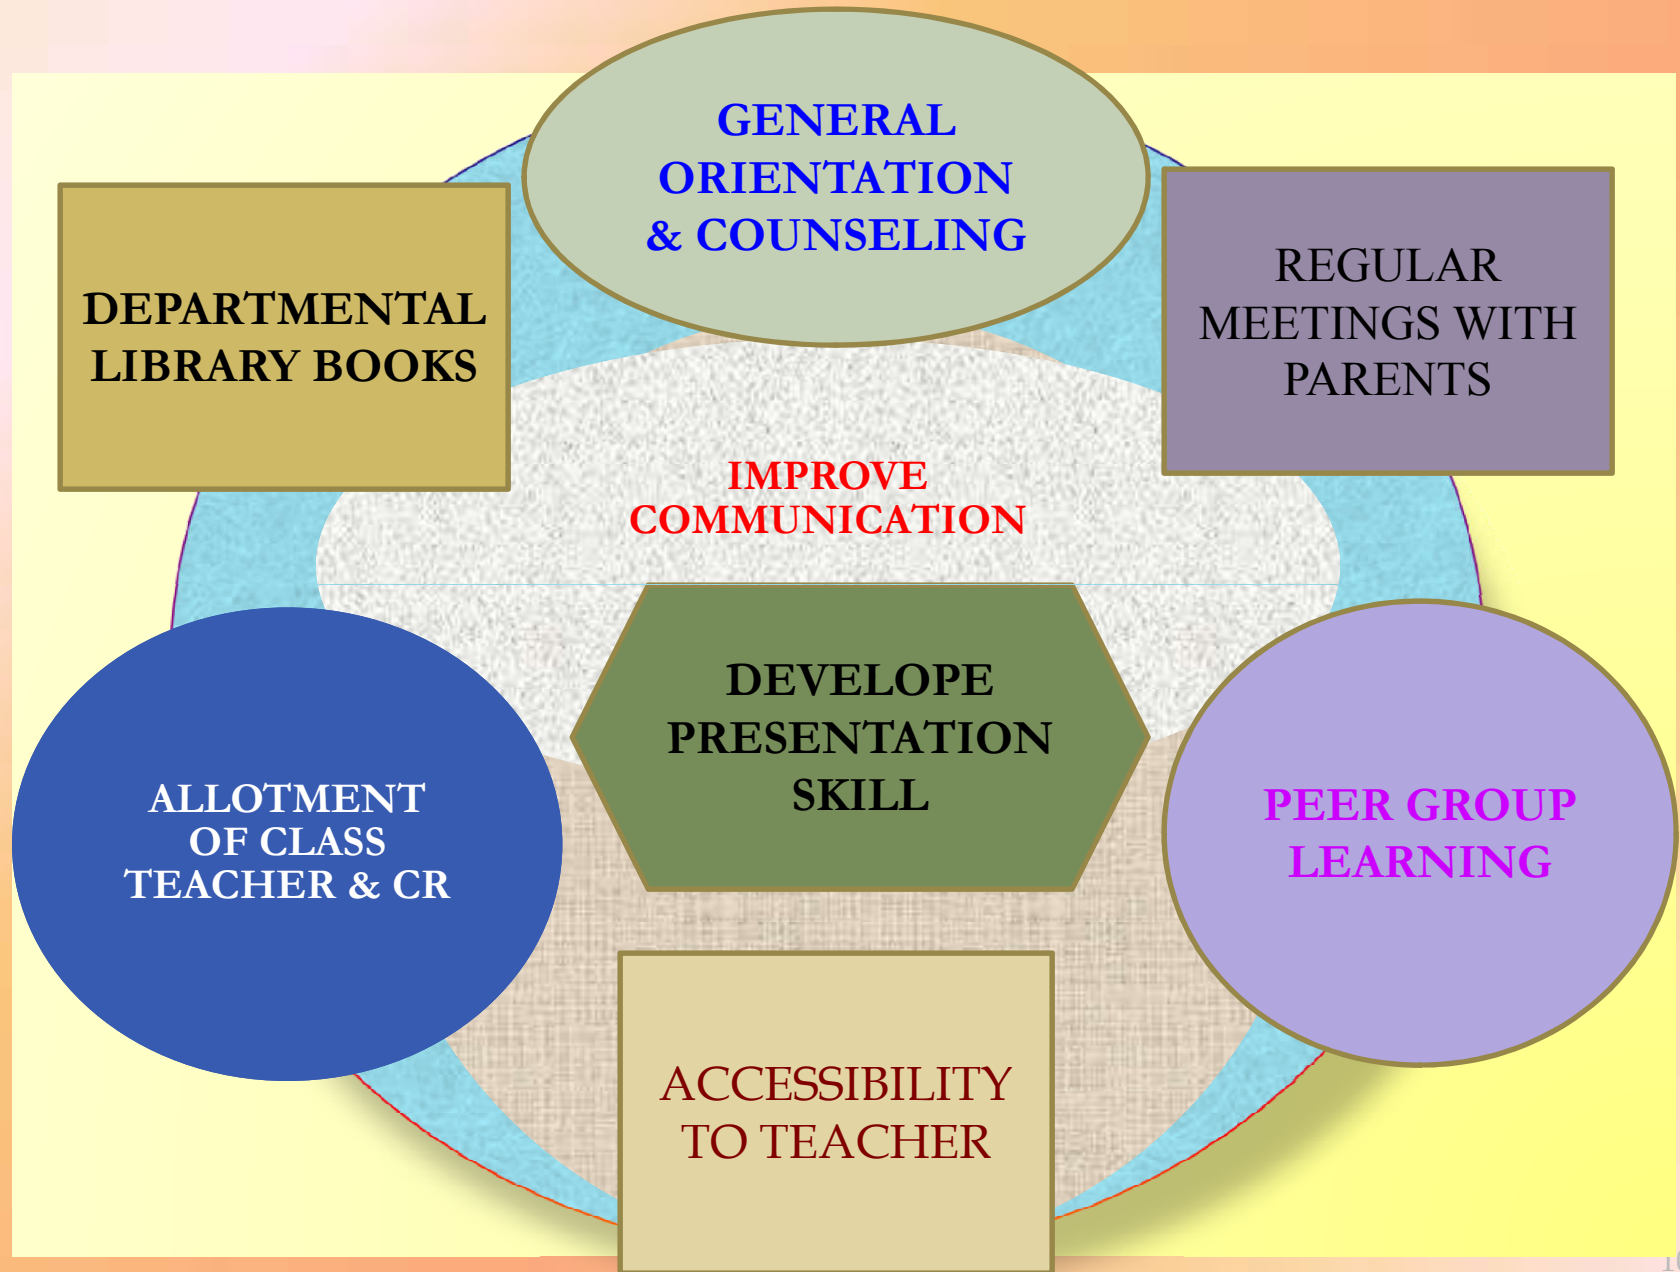 GENERAL
ORIENTATION
& COUNSELING
DEPARTMENTAL
LIBRARY BOOKS
REGULAR
MEETINGS WITH
PARENTS
IMPROVE
COMMUNICATION
DEVELOPE
PRESENTATION
SKILL
ALLOTMENT
OF CLASS
TEACHER & CR
PEER GROUP
LEARNING
ACCESSIBILITY
TO TEACHER